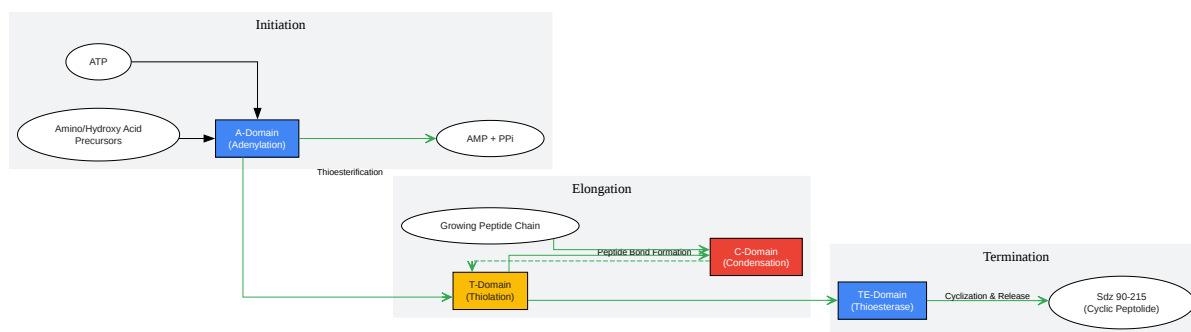 Initiation
ATP
Amino/Hydroxy Acid
Precursors
A-Domain
(Adenylation)
AMP + PPi
Thioesterification
Elongation
Growing Peptide Chain
Peptide Bond Formation
C-Domain
(Condensation)
T-Domain
(Thiolation)
Termination
TE-Domain
(Thioesterase)
Cyclization & Release
Sdz 90-215
(Cyclic Peptolide)